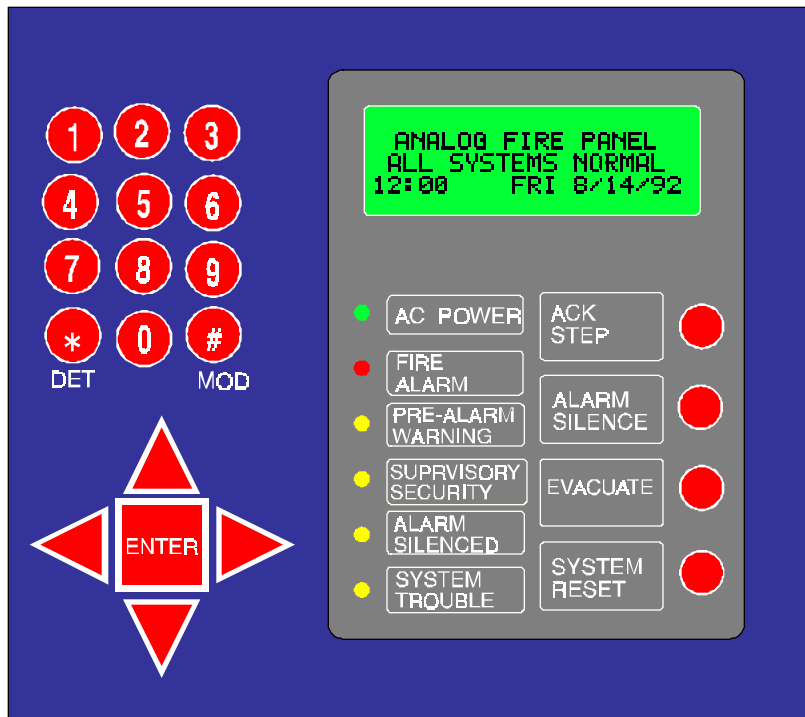 1 2 3
4 5 6
7 8 9
* 0 #
DET MOD
ENTER
ANALOG FIRE PANEL
ALL SYSTEMS NORMAL
12:00 FRI 8/14/92
AC POWER
FIRE
ALARM
PRE-ALARM
WARNING
SUPRVISORY
SECURITY
ALARM
SILENCED
SYSTEM
TROUBLE
ACK
STEP
ALARM
SILENCE
EVACUATE
SYSTEM
RESET